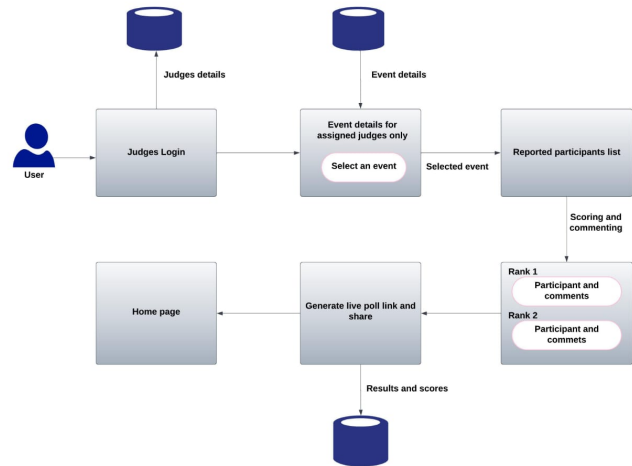 Judges details
Event details
User
Judges Login
Event details for
assigned judges only
Select an event
Selected event
Reported participants list
Scoring and
commenting
Home page
Generate live poll link and
share
Rank 1
Participant and
comments
Rank 2
Participant and
commets
Results and scores